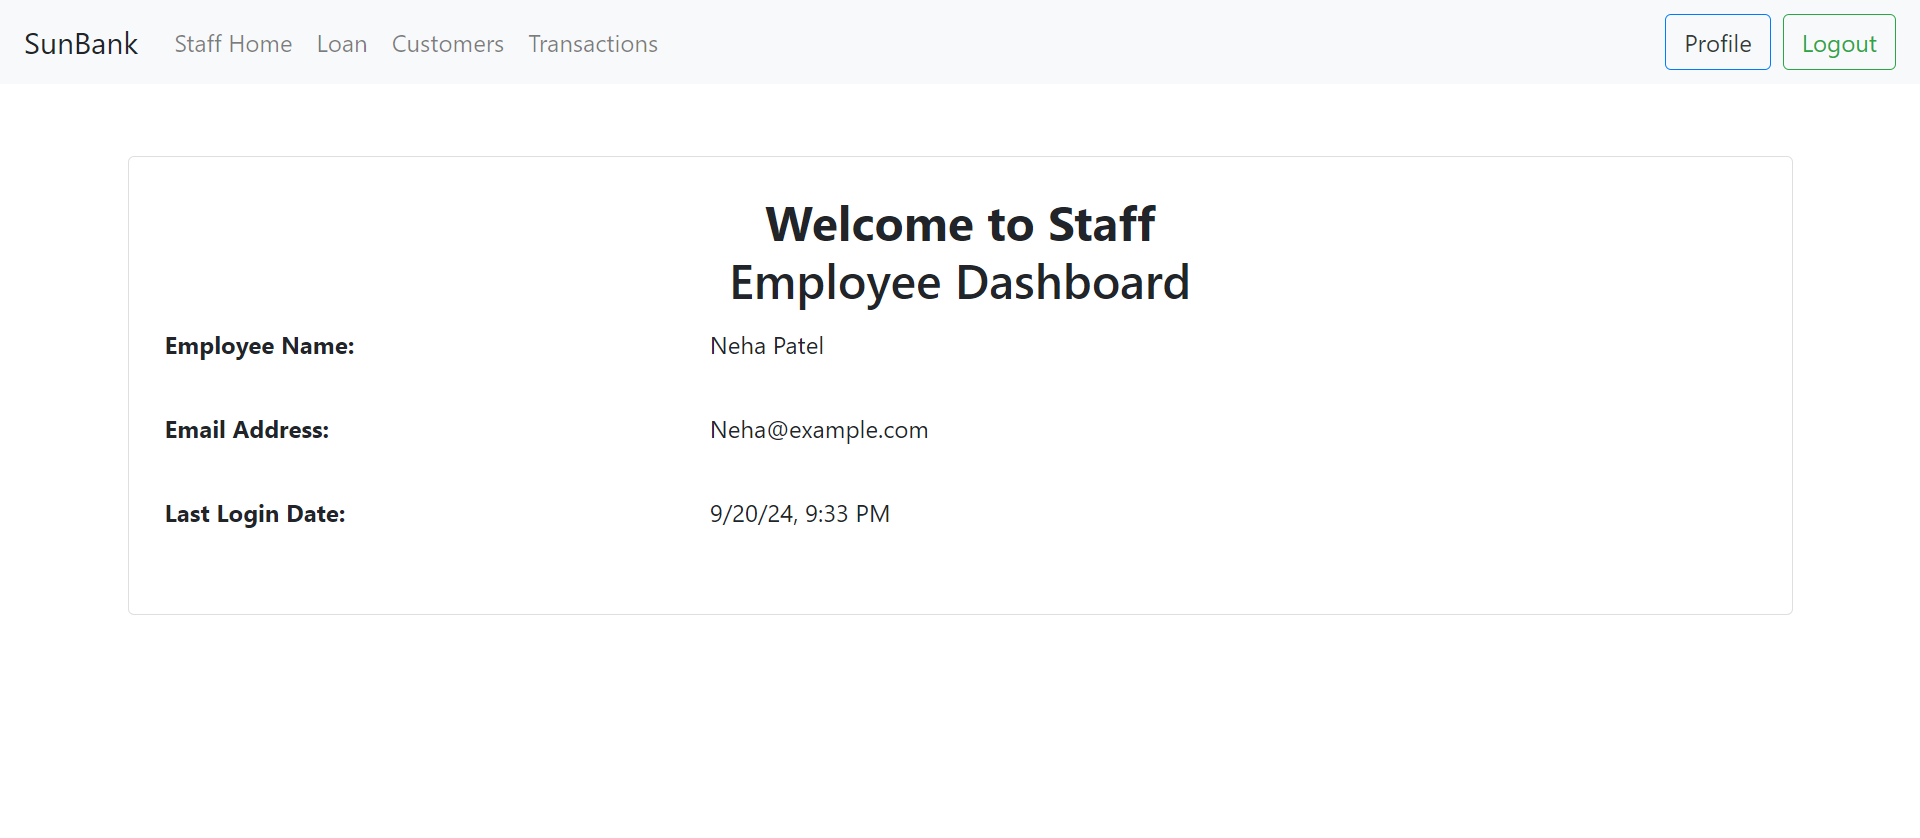 SunBank Staff Home Loan Customers Transactions Profile Logout
Welcome to Staff
Employee Dashboard
Employee Name: Neha Patel
Email Address: Neha@example.com
Last Login Date: 9/20/24, 9:33 PM